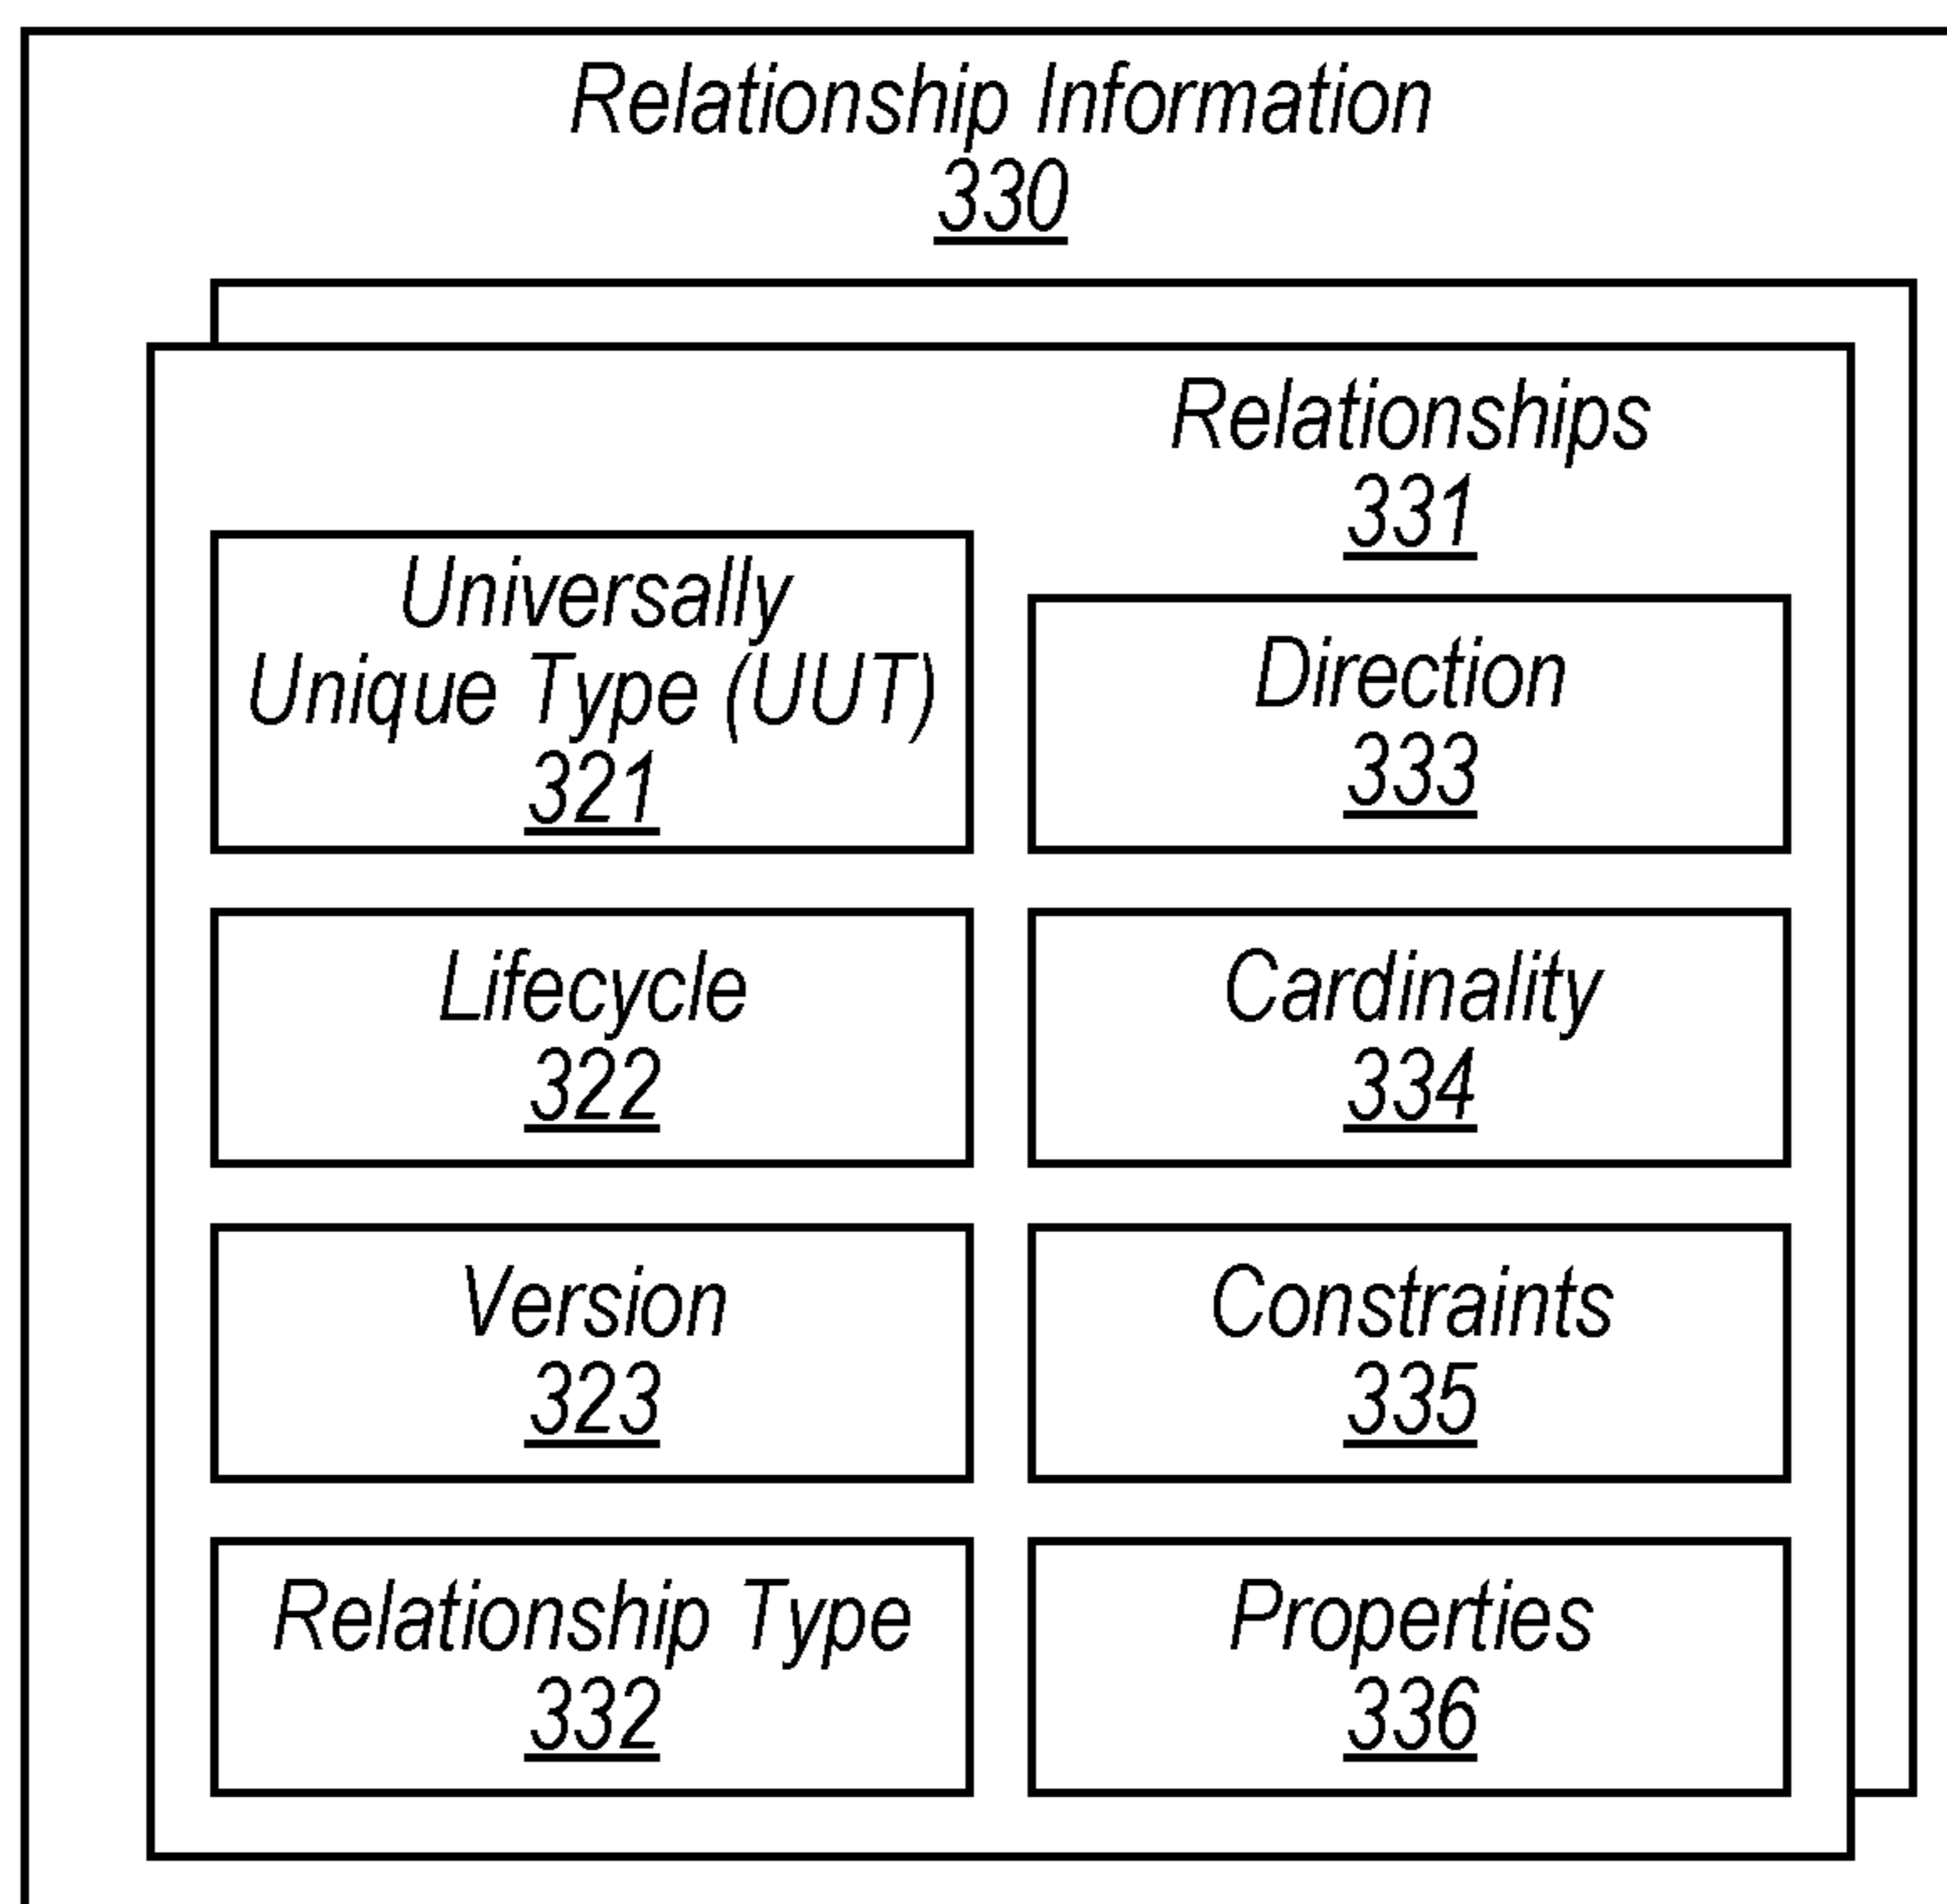 Relationship Information
330
Relationships
331
Universally
Unique Type (UUT)
321
Direction
333
Lifecycle
322
Cardinality
334
Version
323
Constraints
335
Relationship Type
332
Properties
336